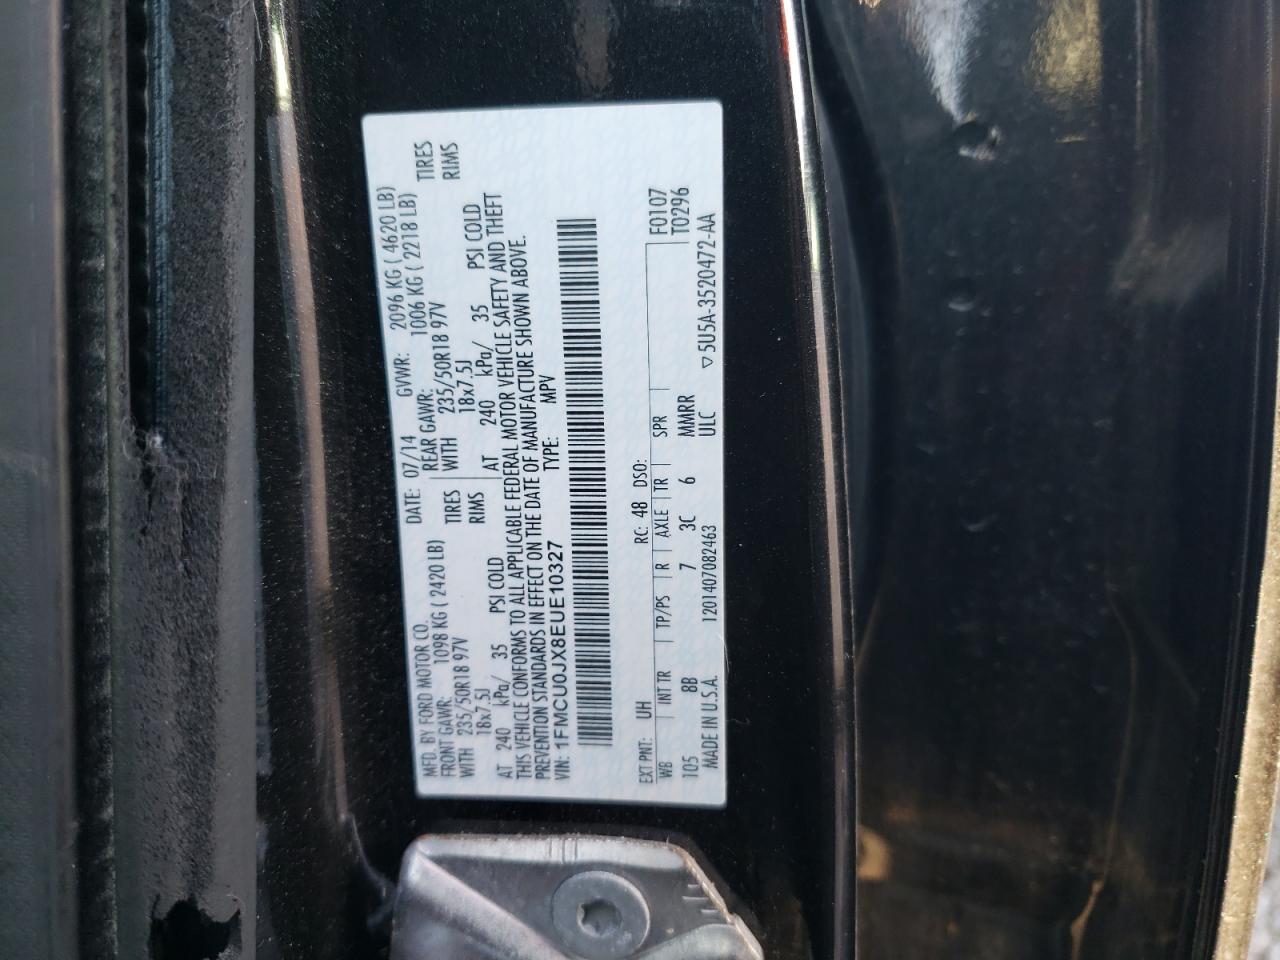 MFD. BY FORD MOTOR CO. DATE: 07/14 GVWR: 2096 KG ( 4620 LB)
FRONT GAWR: 1098 KG ( 2420 LB) REAR GAWR: 1006 KG ( 2218 LB)
WITH 235/50R18 97V TIRES WITH 235/50R18 97V TIRES
18x7.5J RIMS 18x7.5J RIMS
AT 240 kPa/ 35 PSI COLD AT 240 kPa/ 35 PSI COLD
THIS VEHICLE CONFORMS TO ALL APPLICABLE FEDERAL MOTOR VEHICLE SAFETY AND THEFT
PREVENTION STANDARDS IN EFFECT ON THE DATE OF MANUFACTURE SHOWN ABOVE.
VIN: 1FMCU0JX8EUE10327 TYPE: MPV
EXT PNT: UH RC: 48 DSO: F0107
WB INT TR TP/PS R AXLE TR SPR T0296
105 8B 7 3C 6 MMRR
MADE IN U.S.A. 1201407082463 ULC ▽5U5A-3520472-AA